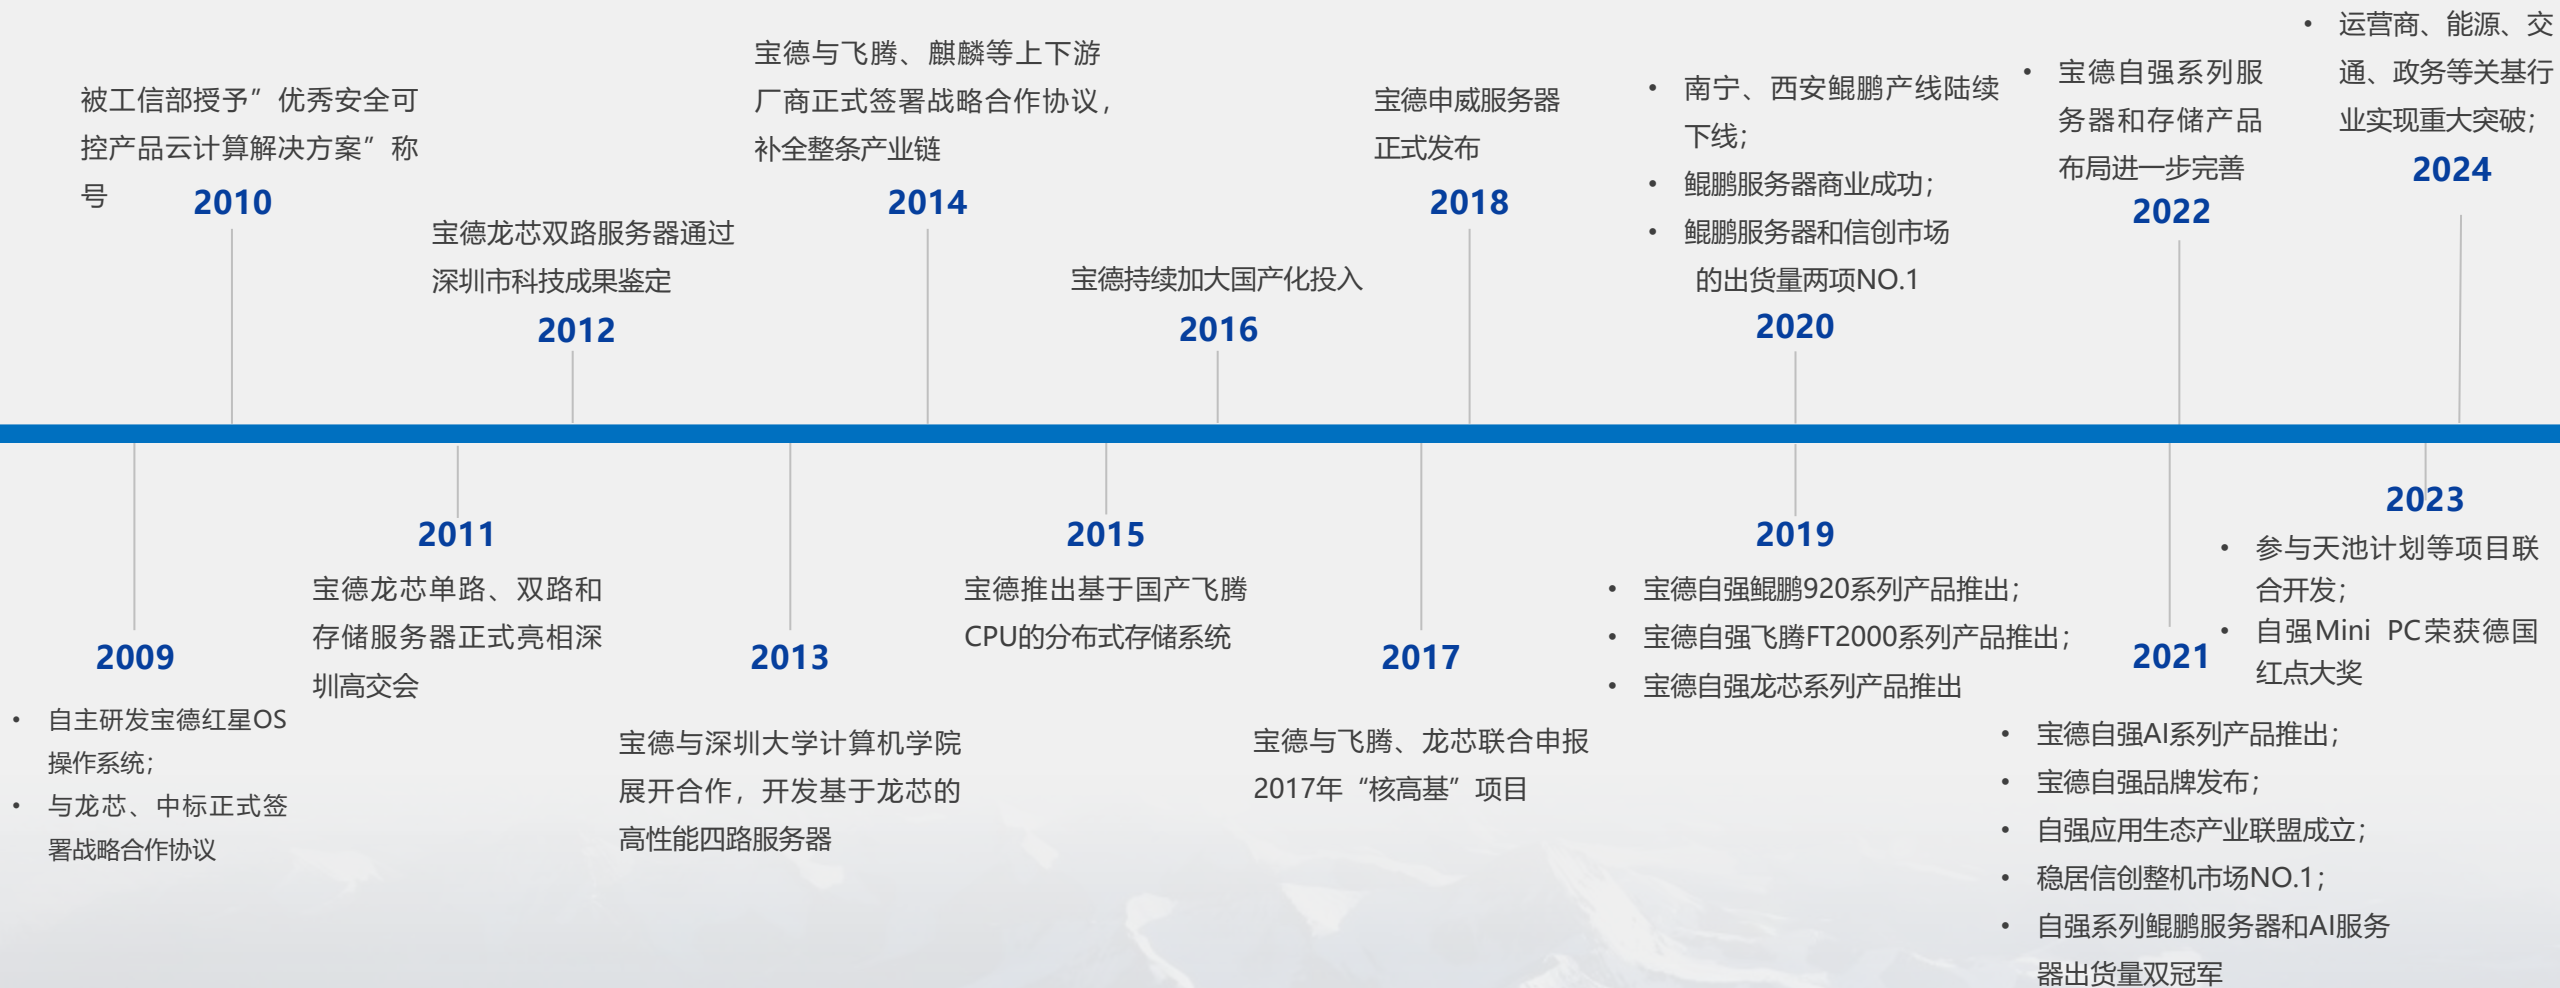 被工信部授予”优秀安全可
控产品云计算解决方案”称
号
2010
宝德龙芯双路服务器通过
深圳市科技成果鉴定
2012
宝德与飞腾、麒麟等上下游
厂商正式签署战略合作协议，
补全整条产业链
2014
宝德持续加大国产化投入
2016
宝德申威服务器
正式发布
2018
• 南宁、西安鲲鹏产线陆续
下线；
• 鲲鹏服务器商业成功；
• 鲲鹏服务器和信创市场
的出货量两项NO.1
2020
• 宝德自强系列服
务器和存储产品
布局进一步完善
2022
• 运营商、能源、交
通、政务等关基行
业实现重大突破；
2024
2009
• 自主研发宝德红星OS
操作系统；
• 与龙芯、中标正式签
署战略合作协议
2011
宝德龙芯单路、双路和
存储服务器正式亮相深
圳高交会
2013
宝德与深圳大学计算机学院
展开合作，开发基于龙芯的
高性能四路服务器
2015
宝德推出基于国产飞腾
CPU的分布式存储系统
2017
宝德与飞腾、龙芯联合申报
2017年“核高基”项目
2019
• 宝德自强鲲鹏920系列产品推出；
• 宝德自强飞腾FT2000系列产品推出；
• 宝德自强龙芯系列产品推出
2021
• 宝德自强AI系列产品推出；
• 宝德自强品牌发布；
• 自强应用生态产业联盟成立；
• 稳居信创整机市场NO.1；
• 自强系列鲲鹏服务器和AI服务
器出货量双冠军
2023
• 参与天池计划等项目联
合开发；
• 自强Mini PC荣获德国
红点大奖